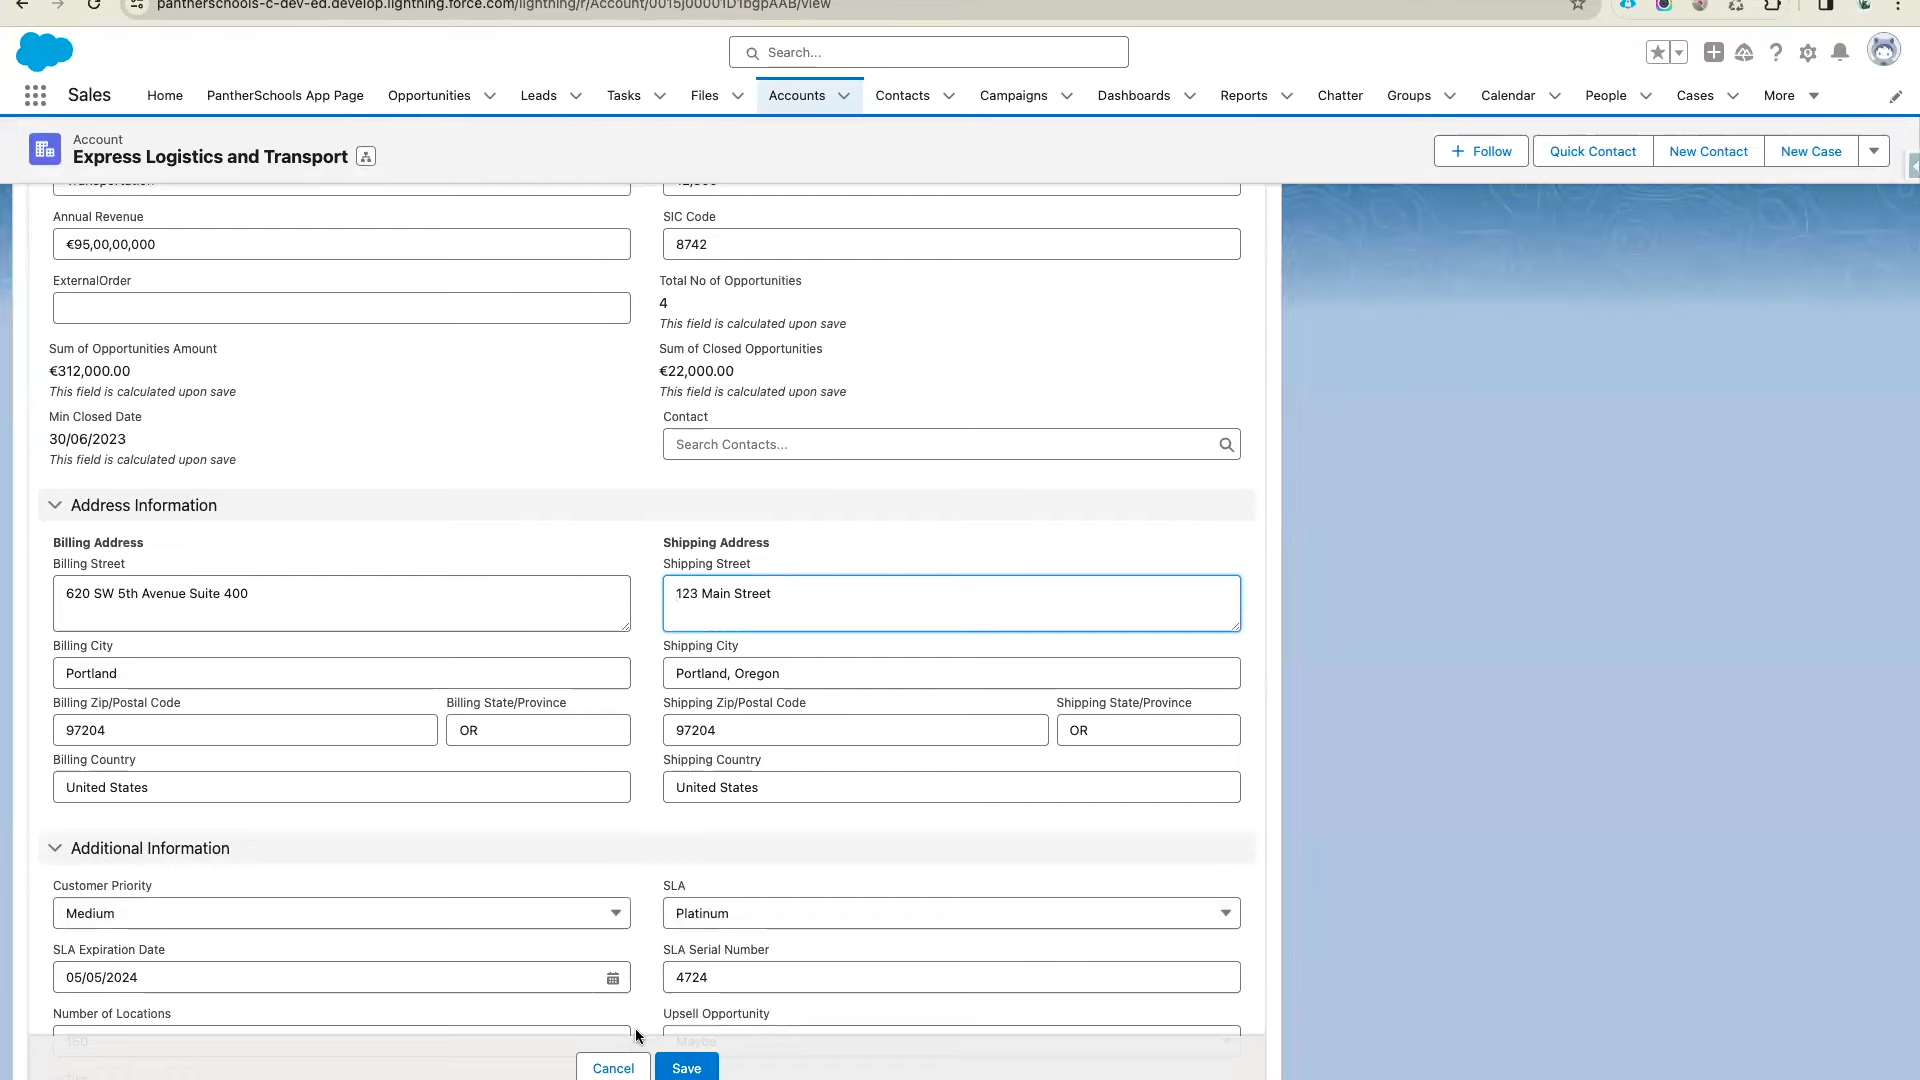 pantherschools-c-dev-ed.develop.lightning.force.com/lightning/r/Account/0015j00001D1bgpAAB/view
Search...
Sales
Home
PantherSchools App Page
Opportunities
Leads
Tasks
Files
Accounts
Contacts
Campaigns
Dashboards
Reports
Chatter
Groups
Calendar
People
Cases
More
Account
Express Logistics and Transport
Follow
Quick Contact
New Contact
New Case
Annual Revenue
€95,00,00,000
SIC Code
8742
ExternalOrder
Total No of Opportunities
4
This field is calculated upon save
Sum of Opportunities Amount
€312,000.00
This field is calculated upon save
Sum of Closed Opportunities
€22,000.00
This field is calculated upon save
Min Closed Date
30/06/2023
This field is calculated upon save
Contact
Search Contacts...
Address Information
Billing Address
Billing Street
620 SW 5th Avenue Suite 400
Billing City
Portland
Billing Zip/Postal Code
97204
Billing State/Province
OR
Billing Country
United States
Shipping Address
Shipping Street
123 Main Street
Shipping City
Portland, Oregon
Shipping Zip/Postal Code
97204
Shipping State/Province
OR
Shipping Country
United States
Additional Information
Customer Priority
Medium
SLA
Platinum
SLA Expiration Date
05/05/2024
SLA Serial Number
4724
Number of Locations
150
Upsell Opportunity
Maybe
Cancel
Save